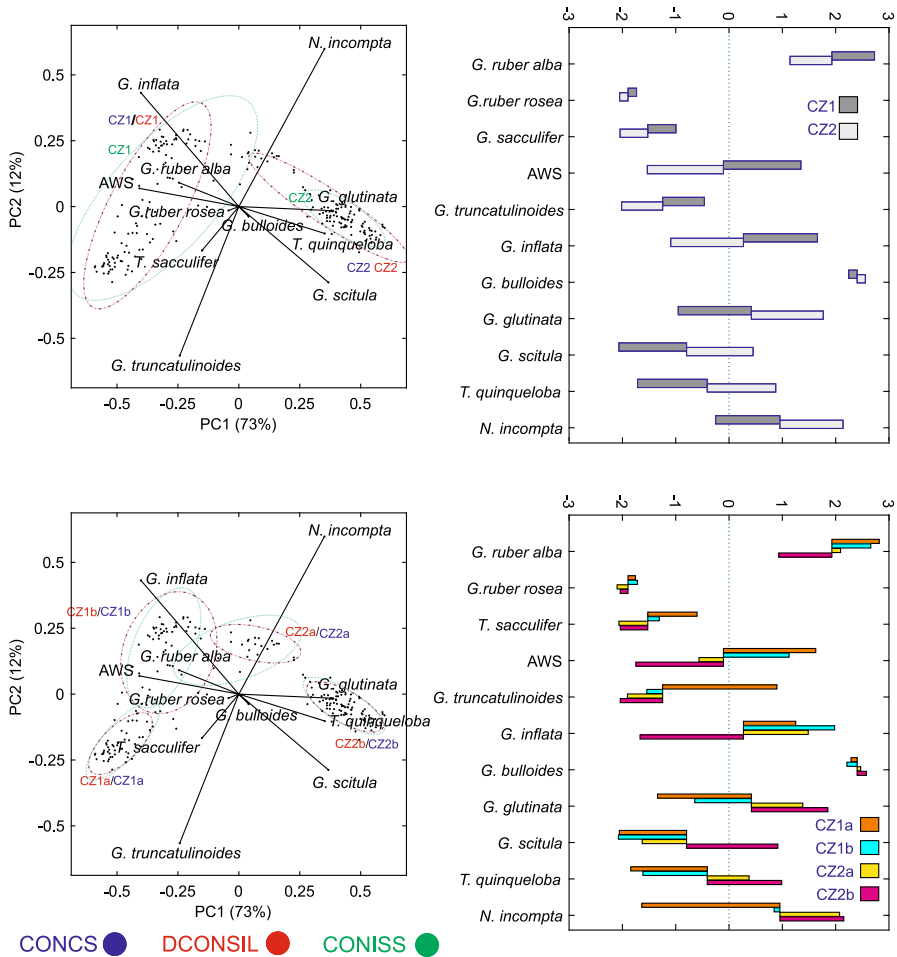 0.5
0.25
0
-0.25
-0.5
PC2 (12%)
N. incompta
G. inflata
CZ1/CZ1
CZ1
G. ruber alba
AWS
CZ2
G. glutinata
G.ruber rosea
G. bulloides
T. quinqueloba
T. sacculifer
CZ2 CZ2
G. scitula
G. truncatulinoides
-0.5
-0.25
0
0.25
0.5
PC1 (73%)
-3
-2
-1
0
1
2
3
G. ruber alba
G.ruber rosea
G. sacculifer
AWS
G. truncatulinoides
G. inflata
G. bulloides
G. glutinata
G. scitula
T. quinqueloba
N. incompta
CZ1
CZ2
0.5
0.25
0
-0.25
-0.5
PC2 (12%)
N. incompta
G. inflata
CZ1b/CZ1b
CZ2a/CZ2a
G. ruber alba
AWS
G. glutinata
G.ruber rosea
G. bulloides
T. quinqueloba
T. sacculifer
CZ2b/CZ2b
CZ1a/CZ1a
G. scitula
G. truncatulinoides
-0.5
-0.25
0
0.25
0.5
PC1 (73%)
-3
-2
-1
0
1
2
3
G. ruber alba
G.ruber rosea
T. sacculifer
AWS
G. truncatulinoides
G. inflata
G. bulloides
G. glutinata
G. scitula
T. quinqueloba
N. incompta
CZ1a
CZ1b
CZ2a
CZ2b
CONCS
DCONSIL
CONISS